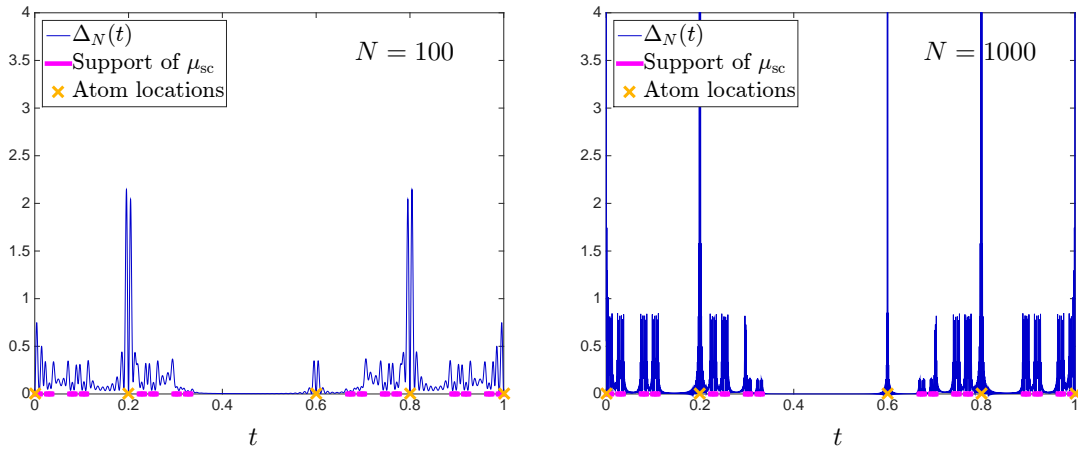 4
3.5
3
2.5
2
1.5
1
0.5
0
Δ_N(t)
Support of μ_sc
Atom locations
N = 100
0 0.2 0.4 0.6 0.8 1
t
4
3.5
3
2.5
2
1.5
1
0.5
0
Δ_N(t)
Support of μ_sc
Atom locations
N = 1000
0 0.2 0.4 0.6 0.8 1
t